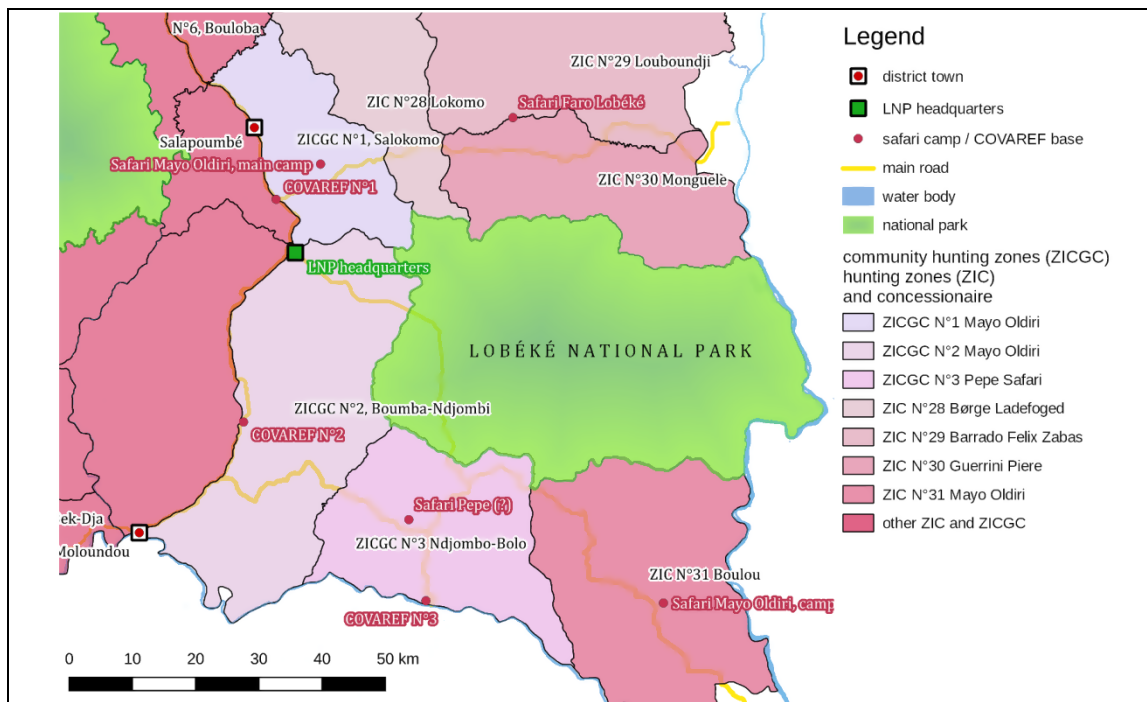 N°6, Bouloba
ZIC N°29 Louboundji
ZIC N°28 Lokomo
Safari Faro Lobéké
Salapoumbé
ZICGC N°1, Salokomo
Safari Mayo Oldiri, main camp
COVAREF N°1
ZIC N°30 Monguele
LNP headquarters
LOBÉKÉ NATIONAL PARK
ZICGC N°2, Boumba-Ndjombi
COVAREF N°2
Safari Pepe (?)
ek-Dja
Moloundou
ZICGC N°3 Ndjombo-Bolo
ZIC N°31 Boulou
Safari Mayo Oldiri, camp
COVAREF N°3
0 10 20 30 40 50 km
Legend
district town
LNP headquarters
safari camp / COVAREF base
main road
water body
national park
community hunting zones (ZICGC)
hunting zones (ZIC)
and concessionaire
ZICGC N°1 Mayo Oldiri
ZICGC N°2 Mayo Oldiri
ZICGC N°3 Pepe Safari
ZIC N°28 Børge Ladefoged
ZIC N°29 Barrado Felix Zabas
ZIC N°30 Guerrini Piere
ZIC N°31 Mayo Oldiri
other ZIC and ZICGC